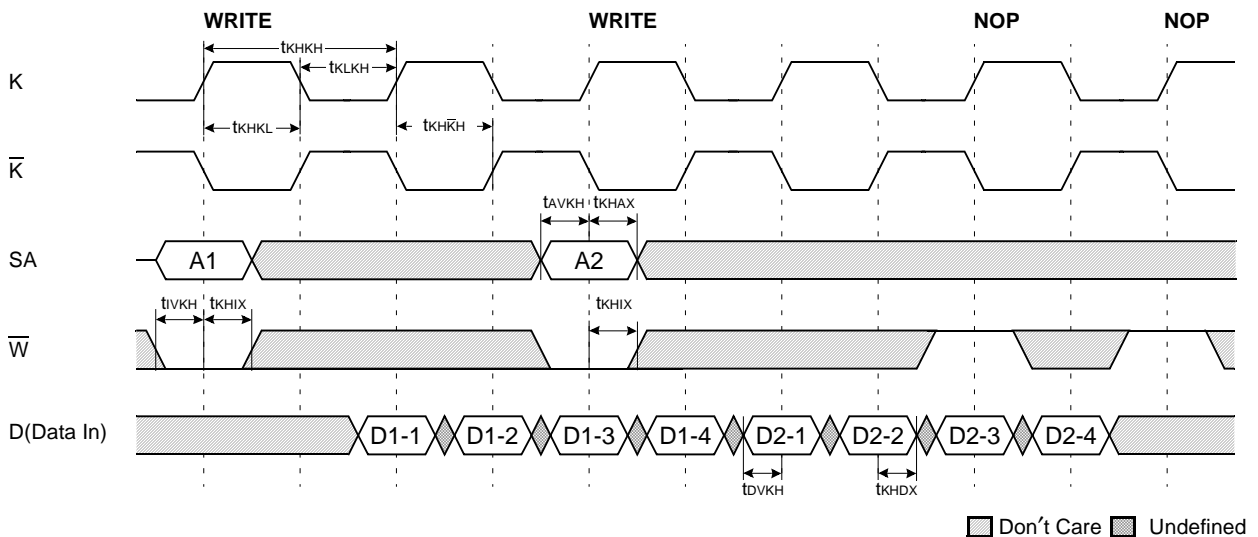 WRITE WRITE NOP NOP
tKHKH
tKLKH
K
tKHKL tKHK̅H
K̅
tAVKH tKHAX
SA A1 A2
tIVKH tKHIX tKHIX
W̅
D(Data In) D1-1 D1-2 D1-3 D1-4 D2-1 D2-2 D2-3 D2-4
tDVKH tKHDX
Don′t Care Undefined